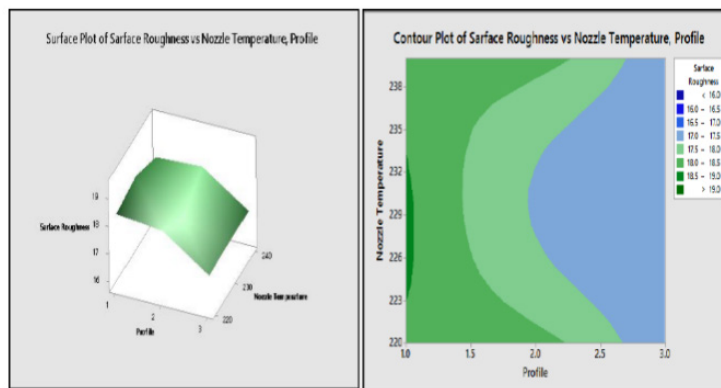 Surface Plot of Sarface Roughness vs Nozzle Temperature, Profile
19
18
Surface Roughness
17
16
1
2
3
Profile
240
230
220
Nozzle Temperature
Contour Plot of Sarface Roughness vs Nozzle Temperature, Profile
238
235
232
229
226
223
220
Nozzle Temperature
1.0
1.5
2.0
2.5
3.0
Profile
Sarface
Roughness
< 16.0
16.0 – 16.5
16.5 – 17.0
17.0 – 17.5
17.5 – 18.0
18.0 – 18.5
18.5 – 19.0
> 19.0